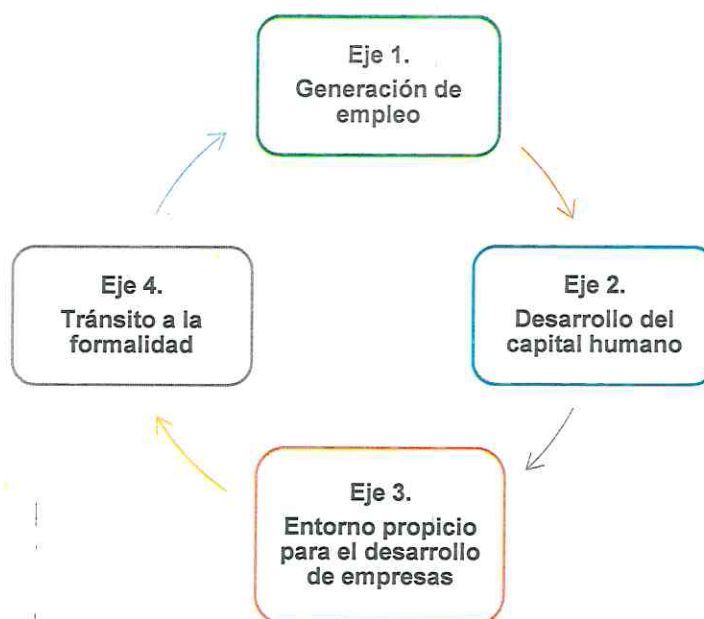 Eje 1.
Generación de
empleo
Eje 2.
Desarrollo del
capital humano
Eje 3.
Entorno propicio
para el desarrollo
de empresas
Eje 4.
Tránsito a la
formalidad